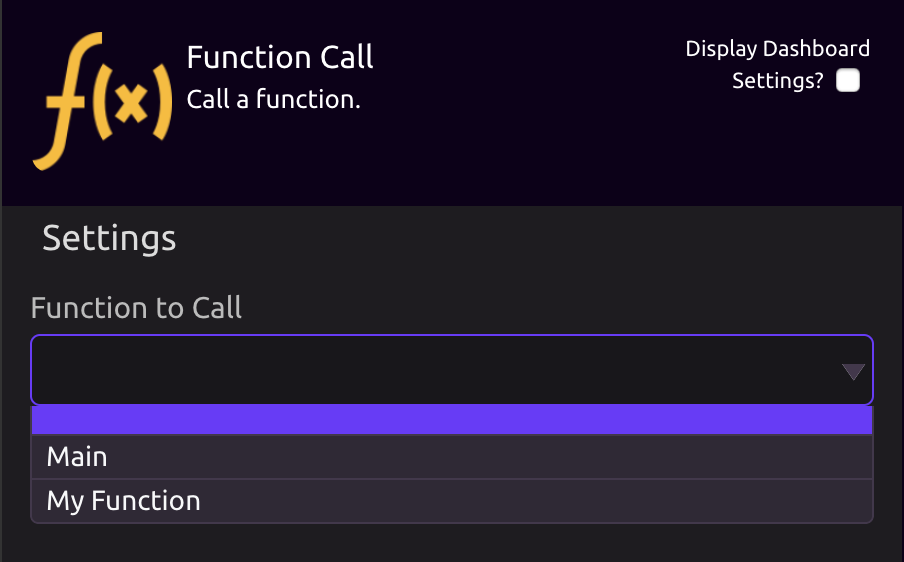 f(x)
Function Call
Call a function.
Display Dashboard
Settings?
Settings
Function to Call
Main
My Function